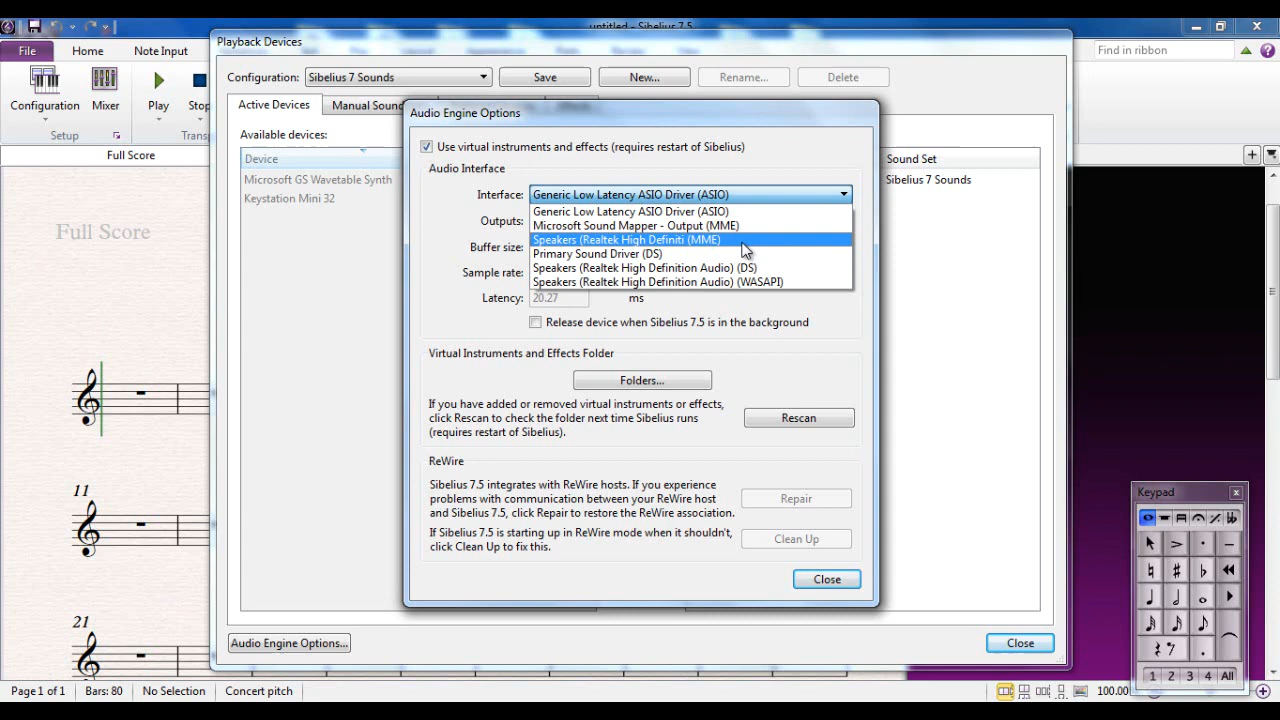 untitled - Sibelius 7.5
File Home Note Input
Find in ribbon
Configuration Mixer Play Stop
Setup Transp
Full Score
Full Score
11
21
Playback Devices
Configuration: Sibelius 7 Sounds Save New... Rename... Delete
Active Devices Manual Soun Effects
Available devices:
Device
Microsoft GS Wavetable Synth
Keystation Mini 32
Sound Set
Sibelius 7 Sounds
Audio Engine Options
Use virtual instruments and effects (requires restart of Sibelius)
Audio Interface
Interface: Generic Low Latency ASIO Driver (ASIO)
Generic Low Latency ASIO Driver (ASIO)
Microsoft Sound Mapper - Output (MME)
Speakers (Realtek High Definiti (MME)
Primary Sound Driver (DS)
Speakers (Realtek High Definition Audio) (DS)
Speakers (Realtek High Definition Audio) (WASAPI)
Outputs:
Buffer size:
Sample rate:
Latency: 20.27 ms
Release device when Sibelius 7.5 is in the background
Virtual Instruments and Effects Folder
Folders...
If you have added or removed virtual instruments or effects,
click Rescan to check the folder next time Sibelius runs
(requires restart of Sibelius).
Rescan
ReWire
Sibelius 7.5 integrates with ReWire hosts. If you experience
problems with communication between your ReWire host
and Sibelius 7.5, click Repair to restore the ReWire association.
Repair
If Sibelius 7.5 is starting up in ReWire mode when it shouldn't,
click Clean Up to fix this.
Clean Up
Close
Audio Engine Options... Close
Keypad
1 2 3 4 All
Page 1 of 1 Bars: 80 No Selection Concert pitch 100.00